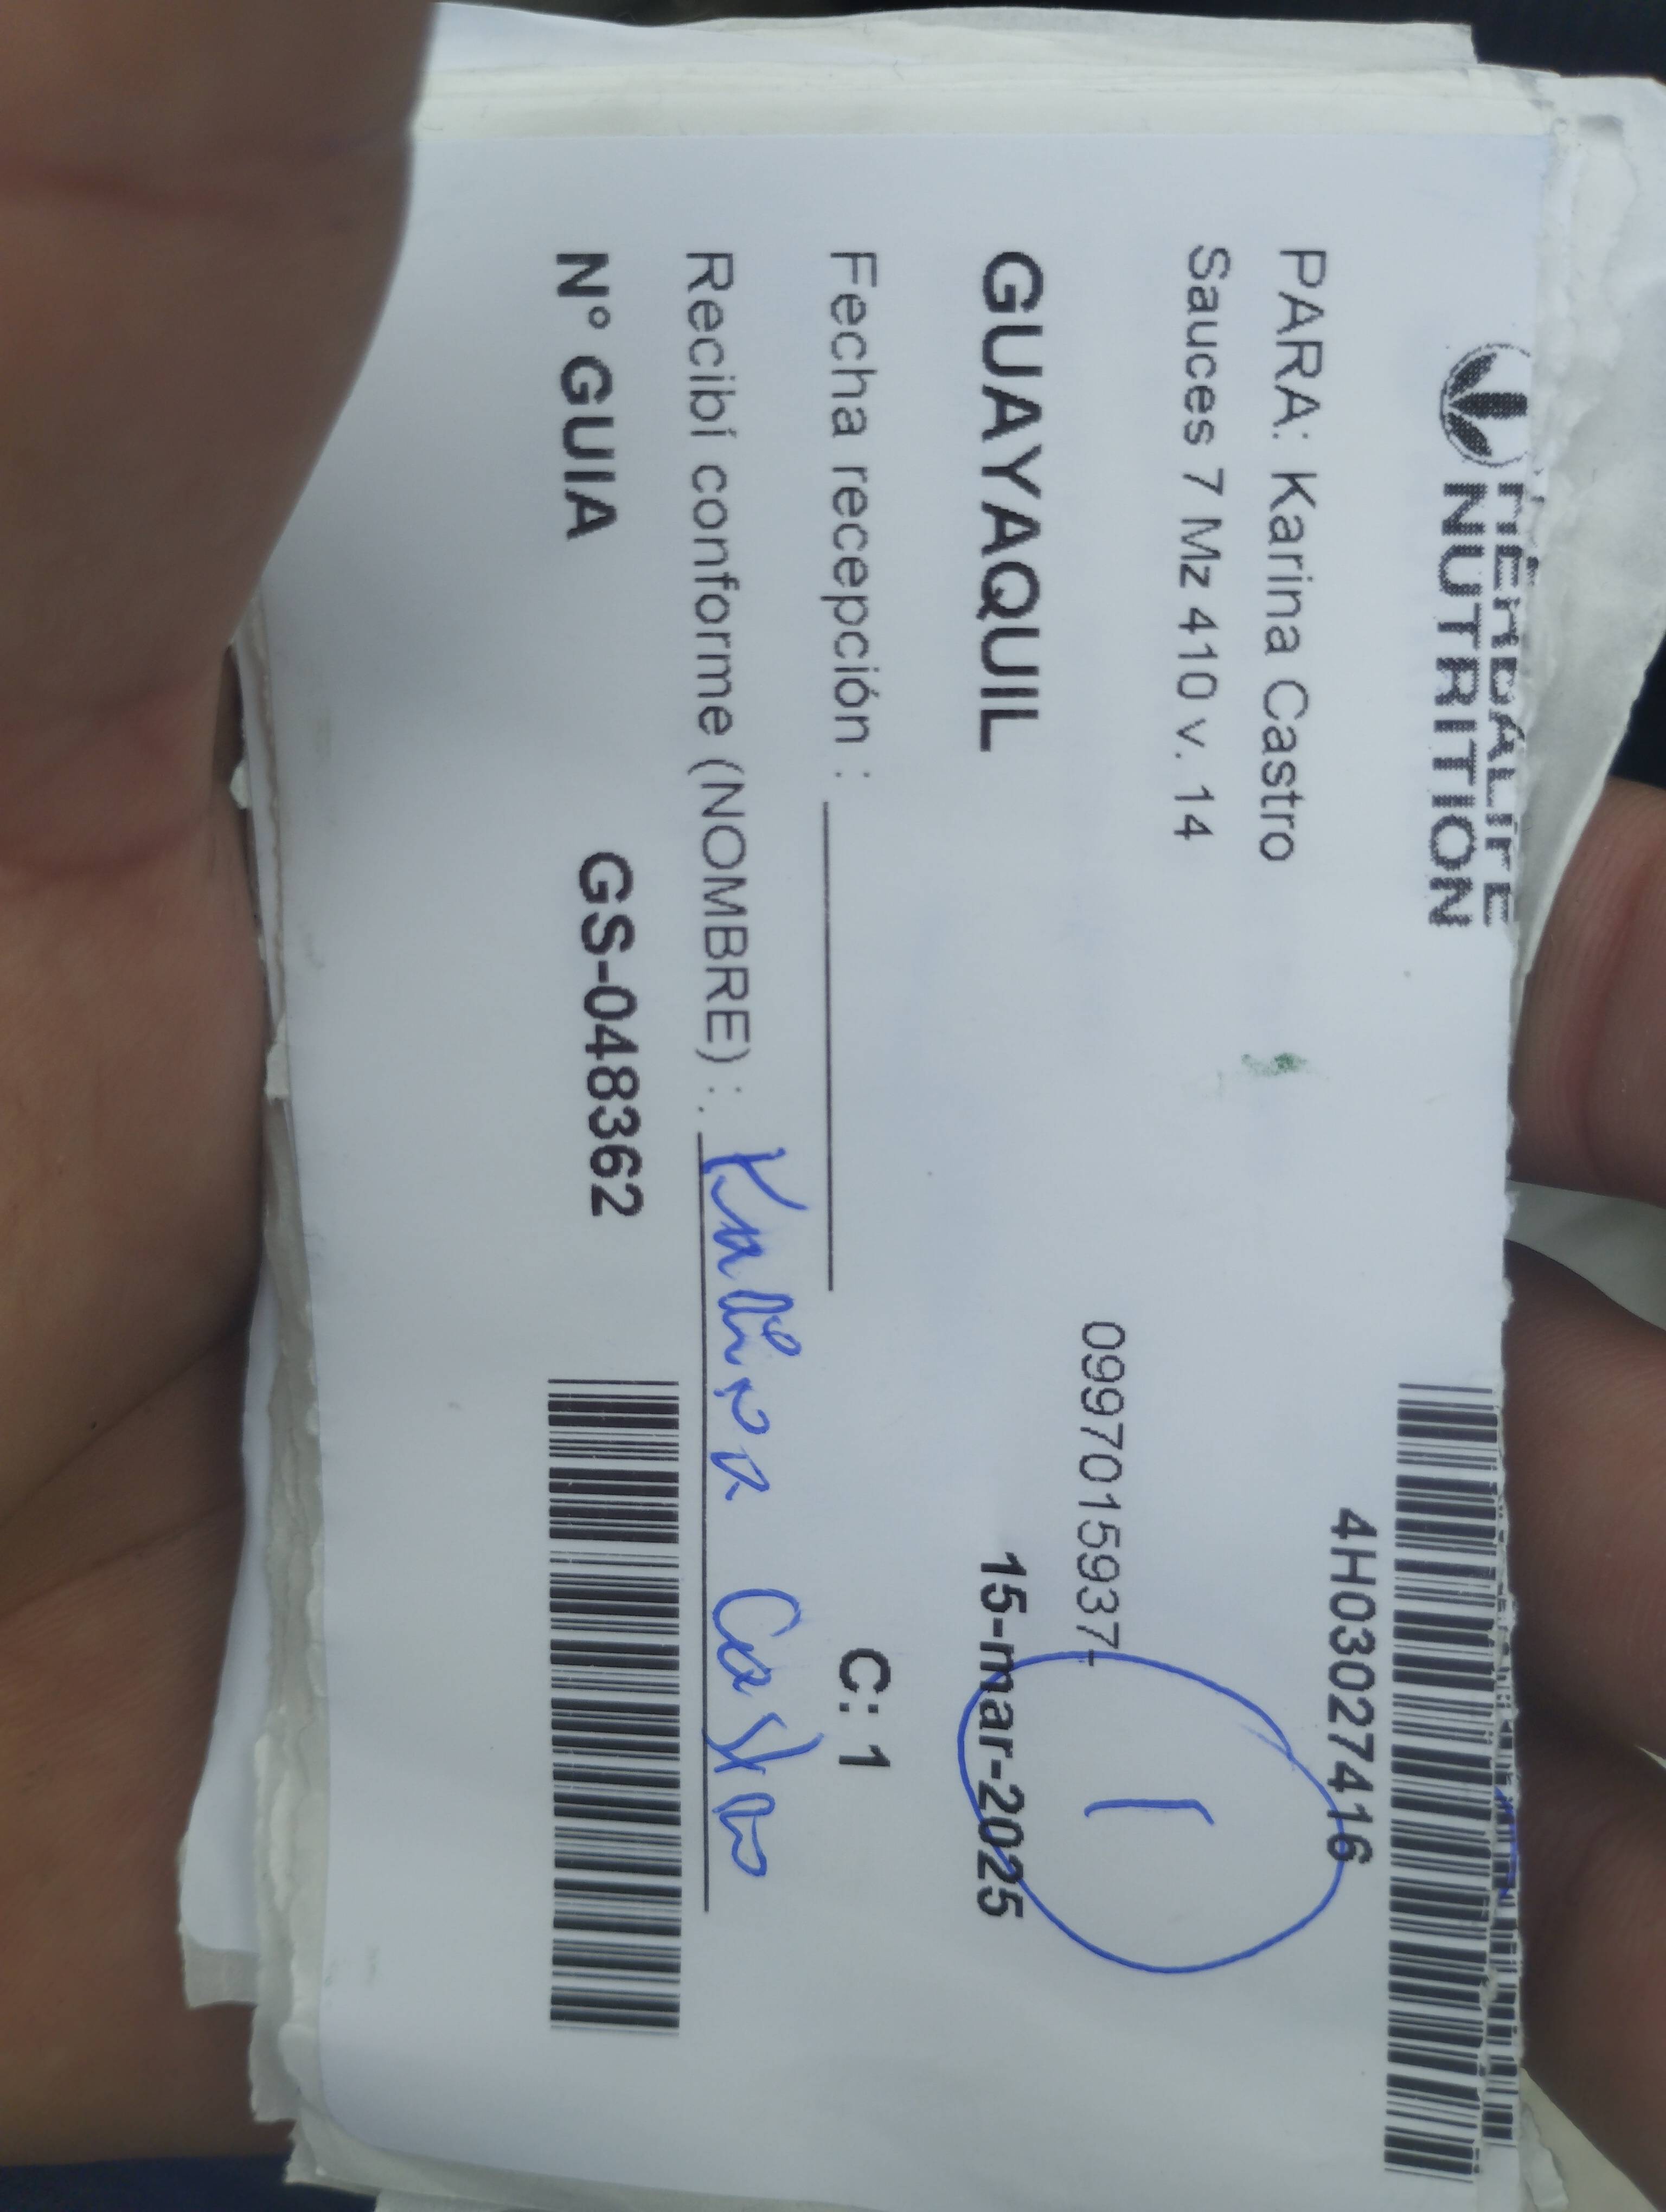 HERBALIFE
NUTRITION
4H03027416
PARA: Karina Castro
Sauces 7 Mz 410 v. 14
0997015937
1
GUAYAQUIL
15-mar-2025
Fecha recepción :
C: 1
Recibí conforme (NOMBRE) : Karina Castro
N° GUIA GS-048362